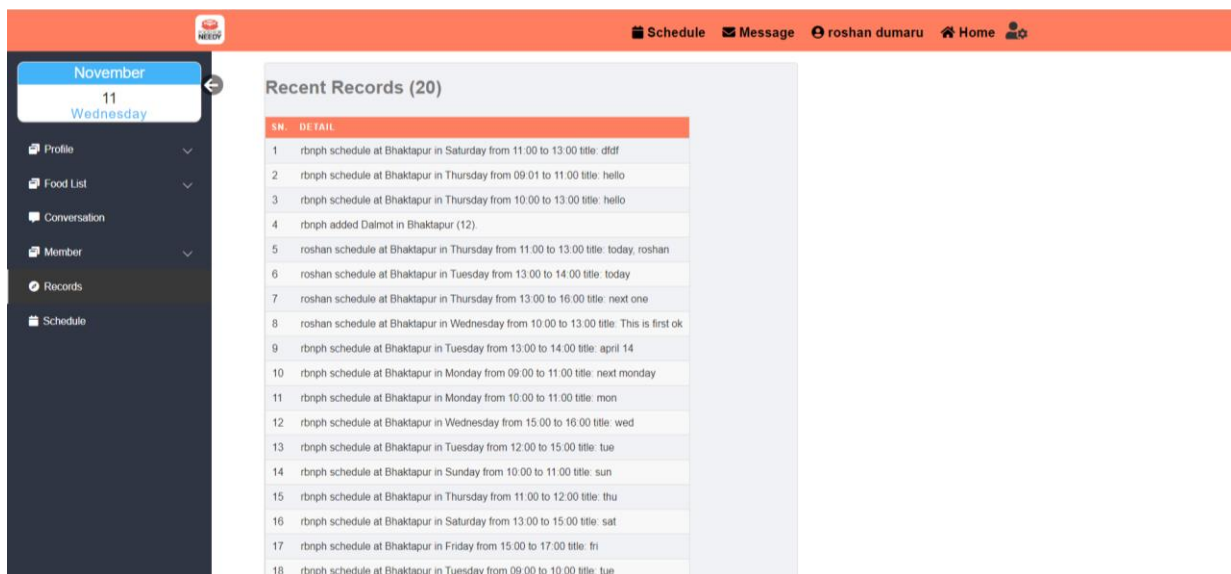 NEEDY
Schedule Message roshan dumaru Home
November
11
Wednesday
Profile
Food List
Conversation
Member
Records
Schedule
Recent Records (20)
SN. DETAIL
1 rbnph schedule at Bhaktapur in Saturday from 11:00 to 13:00 title: dfdf
2 rbnph schedule at Bhaktapur in Thursday from 09:01 to 11:00 title: hello
3 rbnph schedule at Bhaktapur in Thursday from 10:00 to 13:00 title: hello
4 rbnph added Dalmot in Bhaktapur (12).
5 roshan schedule at Bhaktapur in Thursday from 11:00 to 13:00 title: today, roshan
6 roshan schedule at Bhaktapur in Tuesday from 13:00 to 14:00 title: today
7 roshan schedule at Bhaktapur in Thursday from 13:00 to 16:00 title: next one
8 roshan schedule at Bhaktapur in Wednesday from 10:00 to 13:00 title: This is first ok
9 rbnph schedule at Bhaktapur in Tuesday from 13:00 to 14:00 title: april 14
10 rbnph schedule at Bhaktapur in Monday from 09:00 to 11:00 title: next monday
11 rbnph schedule at Bhaktapur in Monday from 10:00 to 11:00 title: mon
12 rbnph schedule at Bhaktapur in Wednesday from 15:00 to 16:00 title: wed
13 rbnph schedule at Bhaktapur in Tuesday from 12:00 to 15:00 title: tue
14 rbnph schedule at Bhaktapur in Sunday from 10:00 to 11:00 title: sun
15 rbnph schedule at Bhaktapur in Thursday from 11:00 to 12:00 title: thu
16 rbnph schedule at Bhaktapur in Saturday from 13:00 to 15:00 title: sat
17 rbnph schedule at Bhaktapur in Friday from 15:00 to 17:00 title: fri
18 rbnph schedule at Bhaktapur in Tuesday from 09:00 to 10:00 title: tue